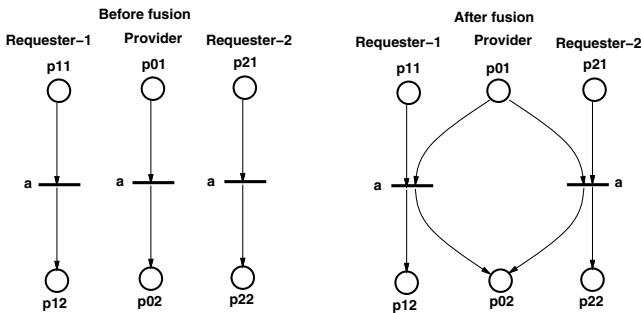 Before fusion
Requester–1 Provider Requester–2
p11 p01 p21
a a a
p12 p02 p22
After fusion
Requester–1 Provider Requester–2
p11 p01 p21
a a
p12 p02 p22